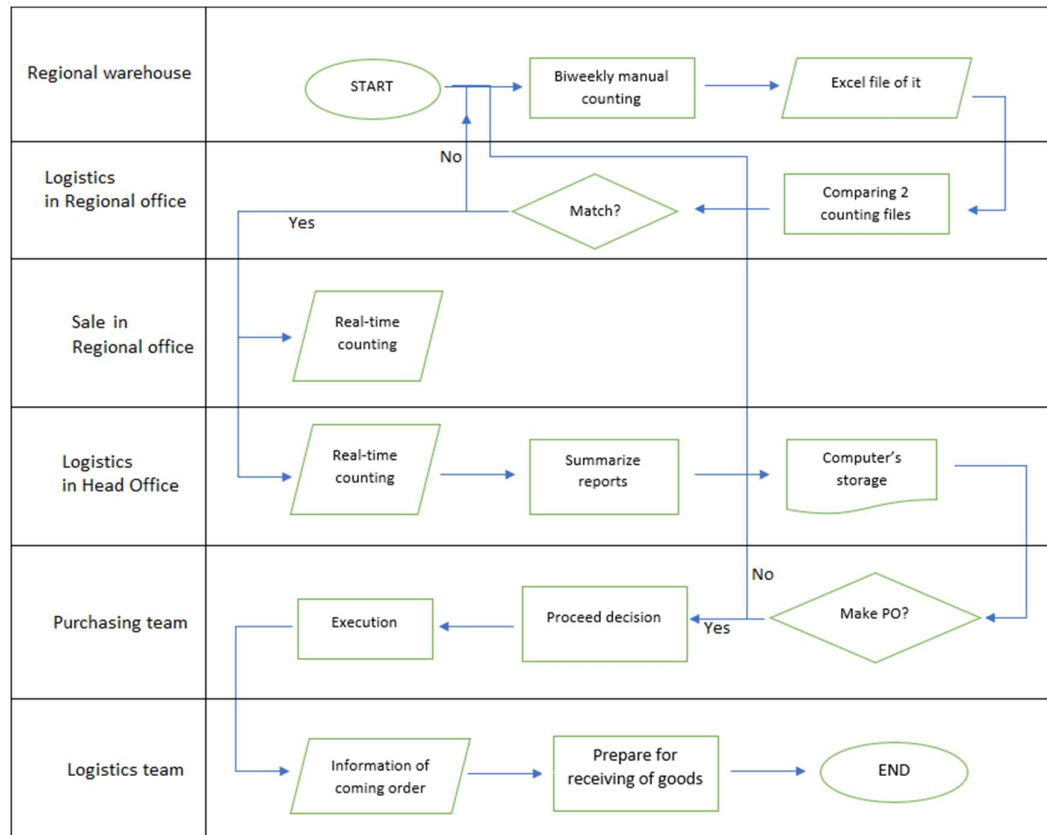 Regional warehouse
START
Biweekly manual
counting
Excel file of it
Logistics
in Regional office
No
Yes
Match?
Comparing 2
counting files
Sale in
Regional office
Real-time
counting
Logistics
in Head Office
Real-time
counting
Summarize
reports
Computer's
storage
Purchasing team
Execution
Proceed decision
No
Yes
Make PO?
Logistics team
Information of
coming order
Prepare for
receiving of goods
END